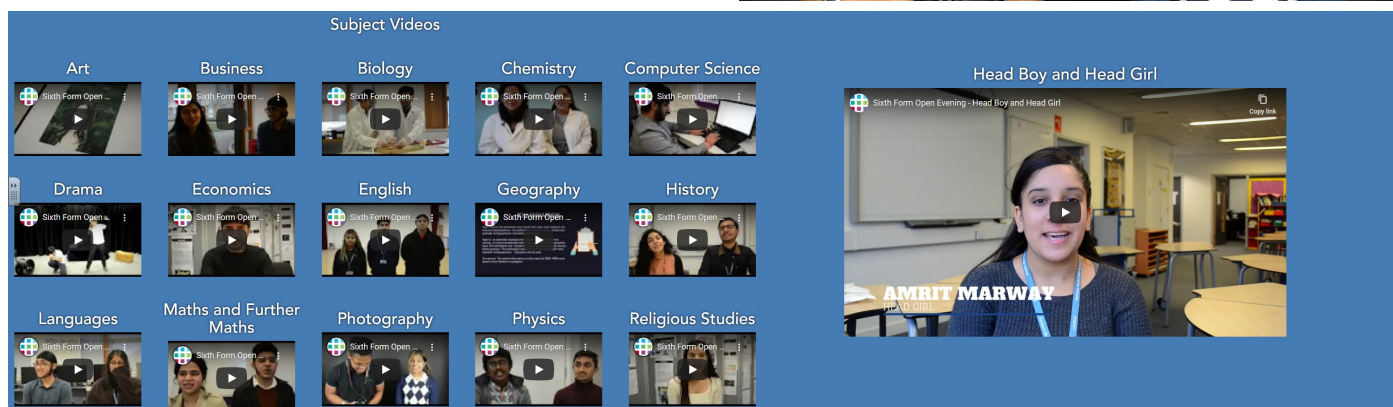 Subject Videos
Art
Sixth Form Open ...
Business
Sixth Form Open ...
Biology
Sixth Form Open ...
Chemistry
Sixth Form Open ...
Computer Science
Sixth Form Open ...
Drama
Sixth Form Open ...
Economics
Sixth Form Open ...
English
Sixth Form Open ...
Geography
Sixth Form Open ...
History
Sixth Form Open ...
Languages
Sixth Form Open ...
Maths and Further
Maths
Sixth Form Open ...
Photography
Sixth Form Open ...
Physics
Sixth Form Open ...
Religious Studies
Sixth Form Open ...
Head Boy and Head Girl
Sixth Form Open Evening - Head Boy and Head Girl
Copy link
AMRIT MARWAY
HEAD GIRL